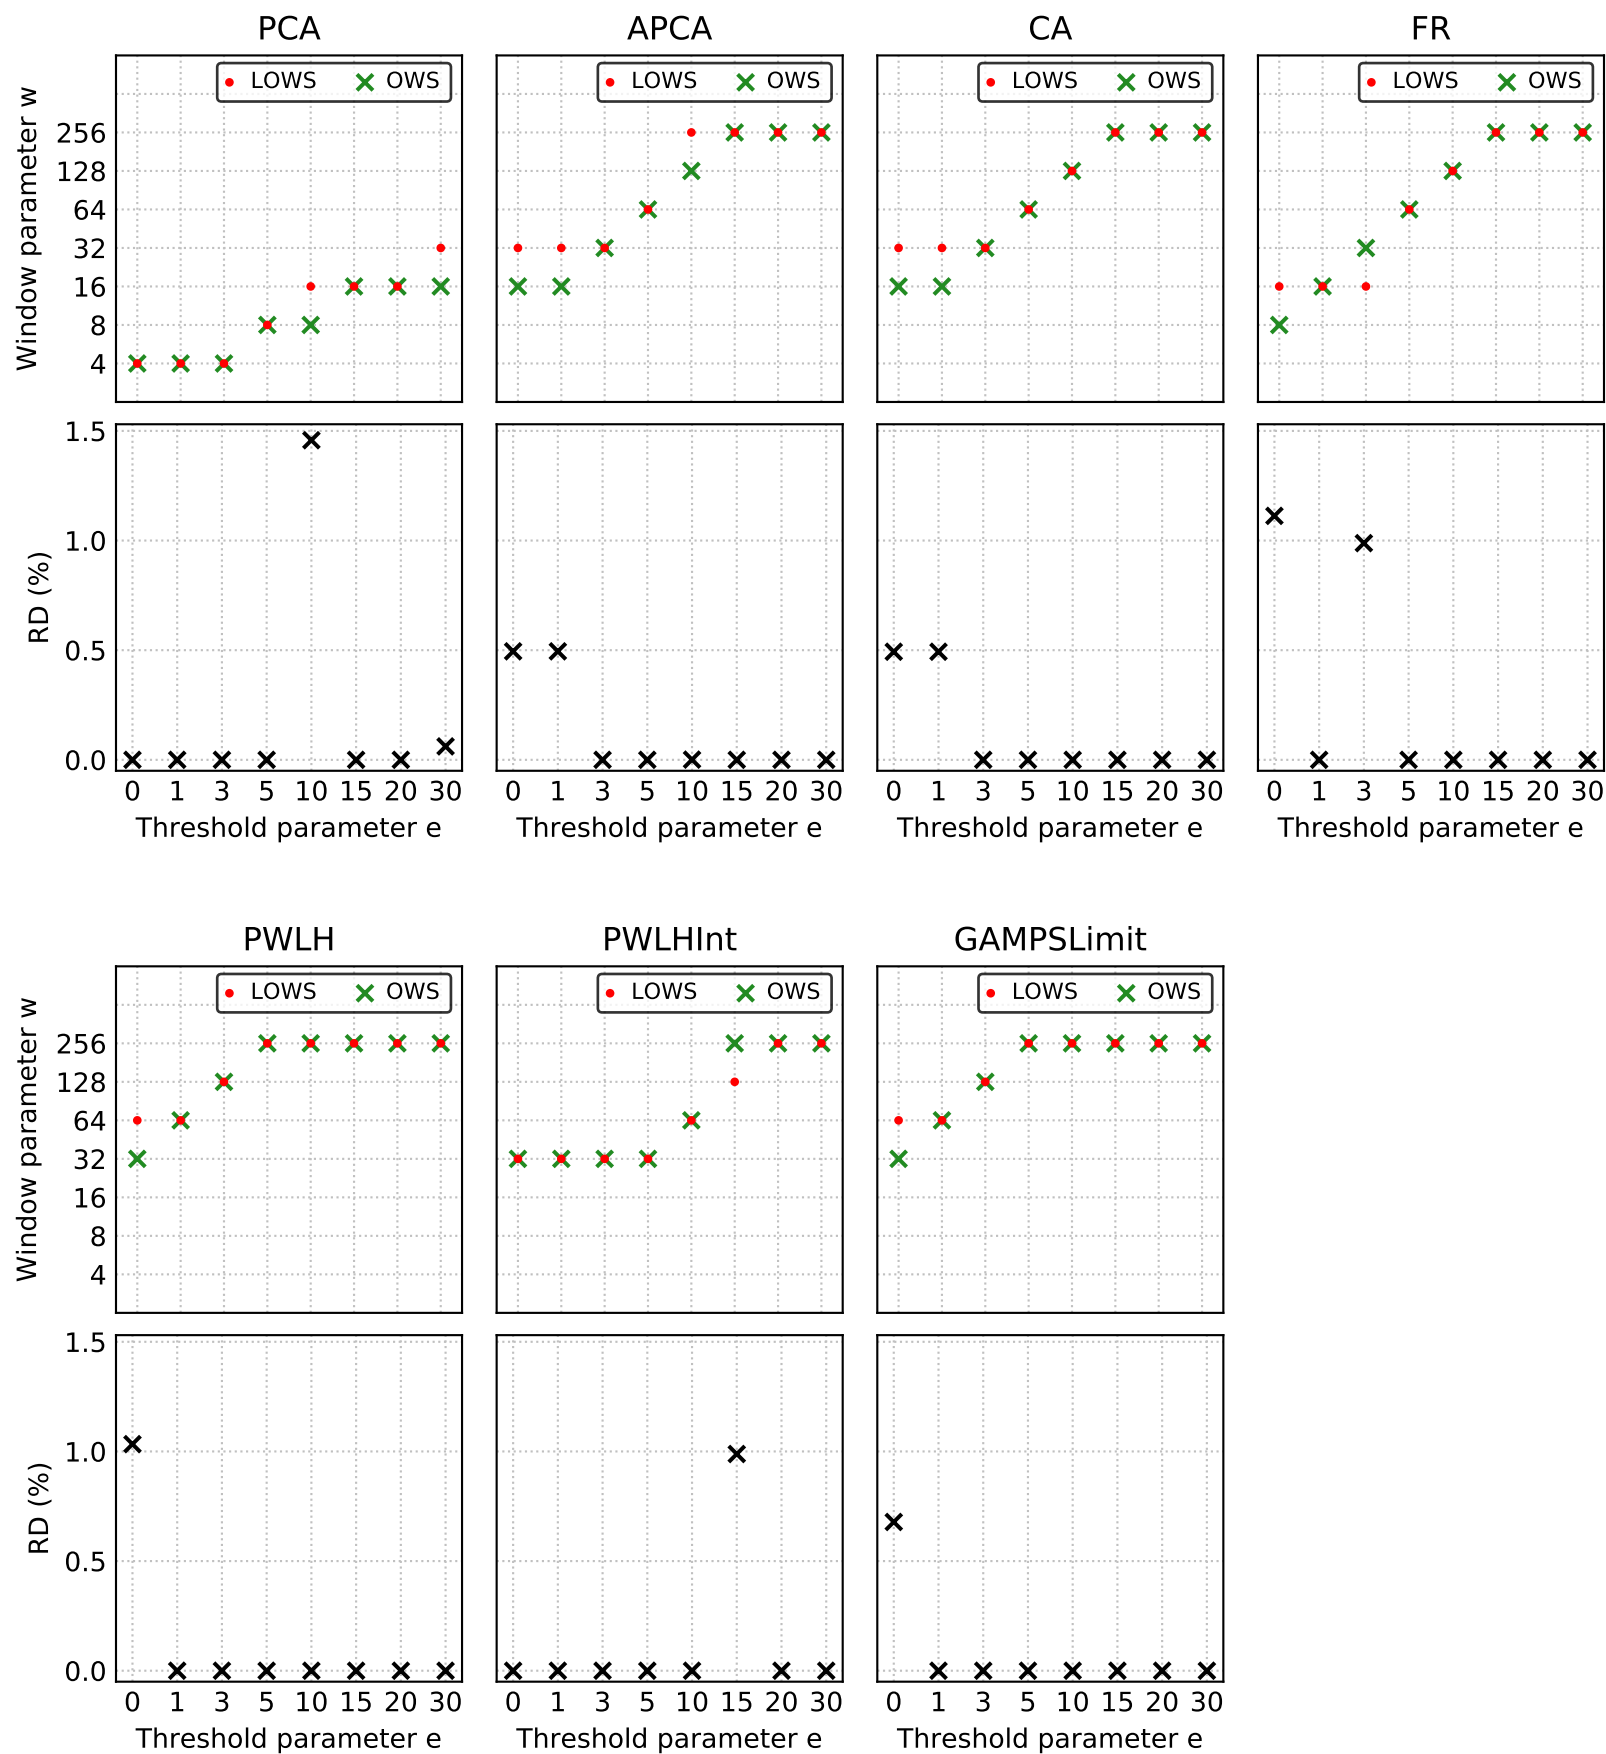 PCA APCA CA FR
LOWS OWS LOWS OWS LOWS OWS LOWS OWS
Window parameter w
256
128
64
32
16
8
4
RD (%)
1.5
1.0
0.5
0.0
0 1 3 5 10 15 20 30 0 1 3 5 10 15 20 30 0 1 3 5 10 15 20 30 0 1 3 5 10 15 20 30
Threshold parameter e Threshold parameter e Threshold parameter e Threshold parameter e
PWLH PWLHInt GAMPSLimit
LOWS OWS LOWS OWS LOWS OWS
Window parameter w
256
128
64
32
16
8
4
RD (%)
1.5
1.0
0.5
0.0
0 1 3 5 10 15 20 30 0 1 3 5 10 15 20 30 0 1 3 5 10 15 20 30
Threshold parameter e Threshold parameter e Threshold parameter e